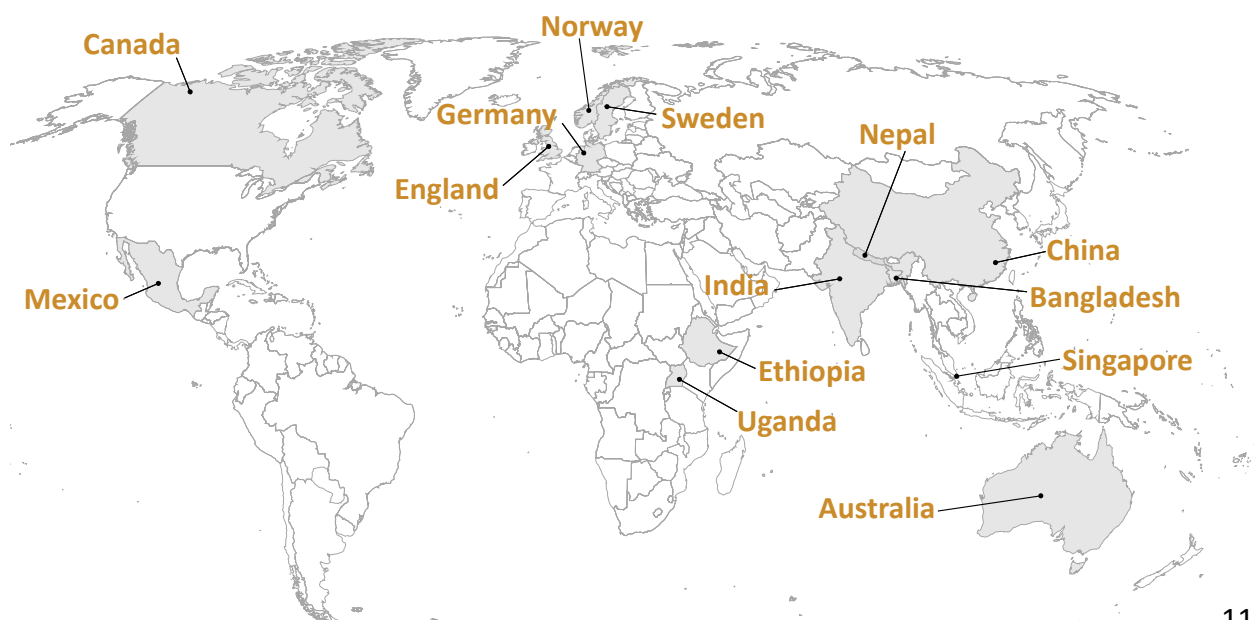 Norway
Canada
Germany
Sweden
Nepal
England
China
India
Mexico
Bangladesh
Singapore
Ethiopia
Uganda
Australia
11